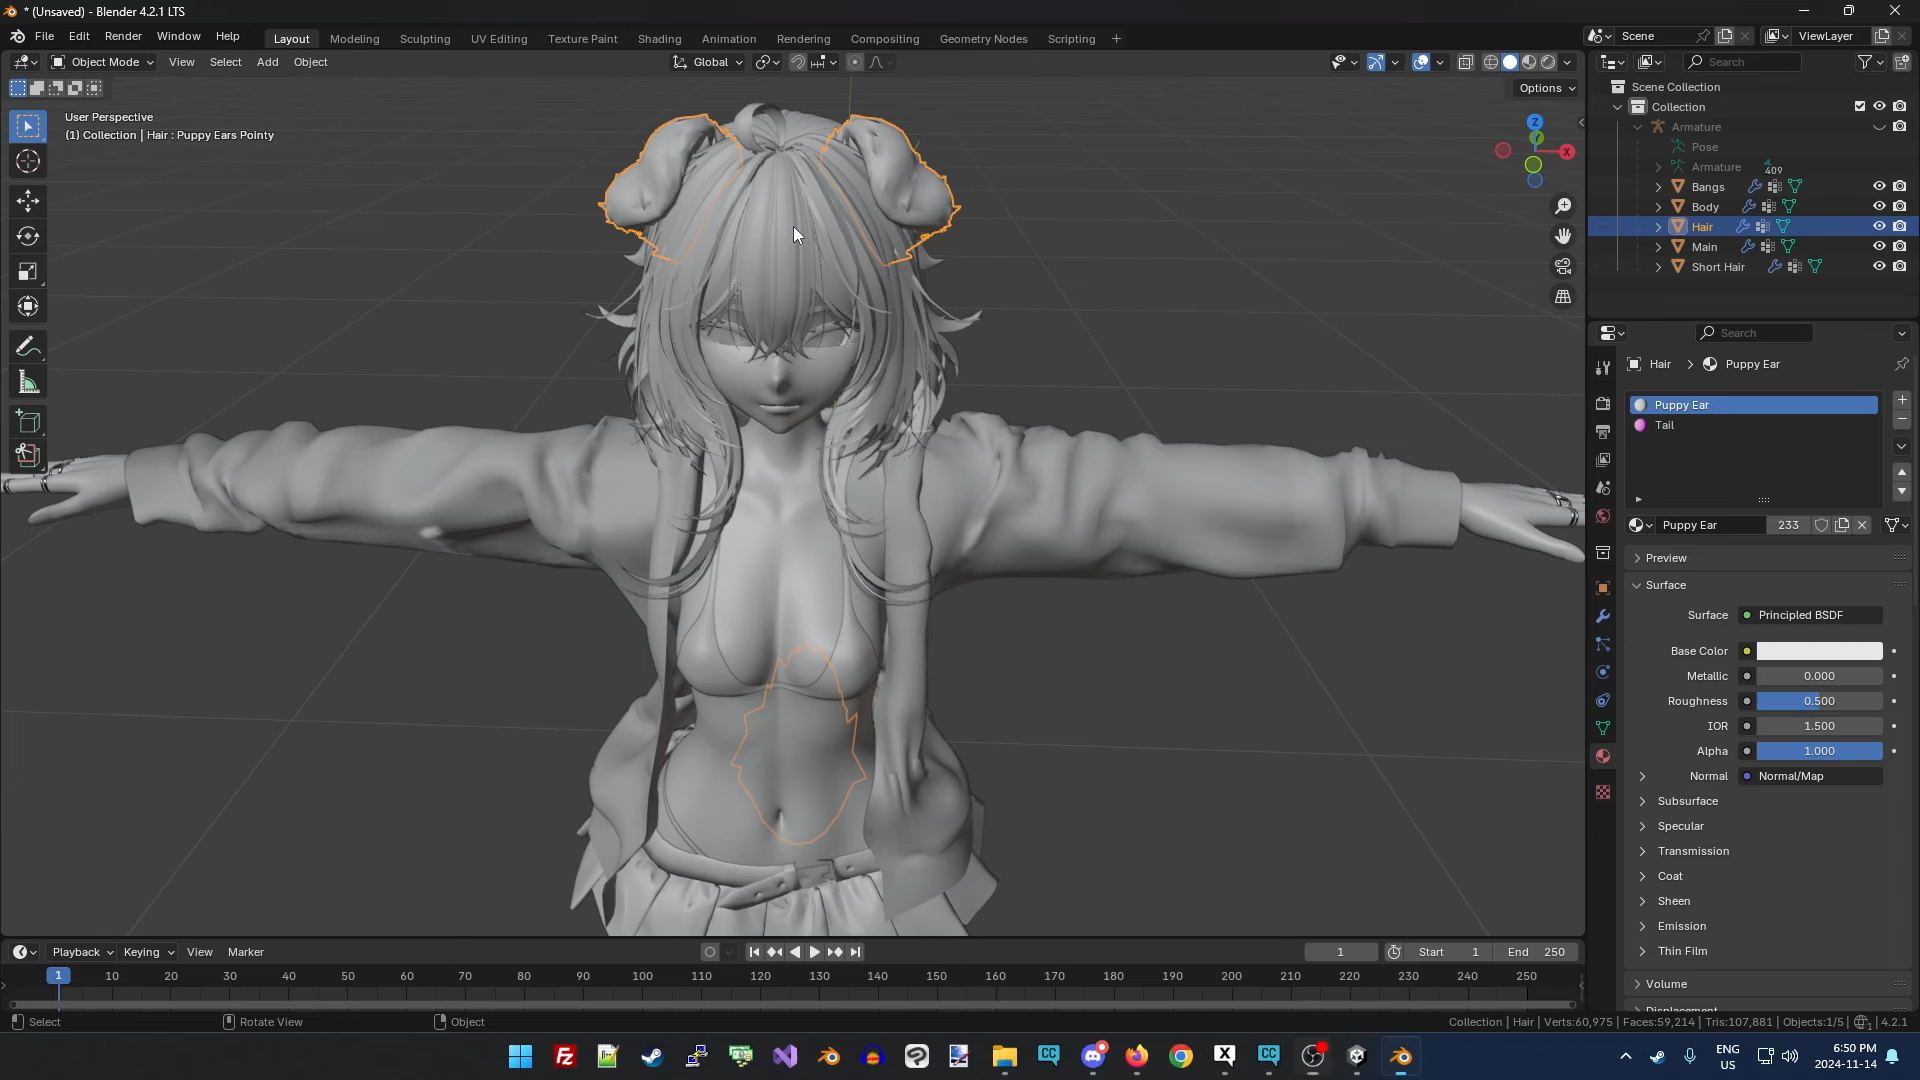 * (Unsaved) - Blender 4.2.1 LTS
File Edit Render Window Help
Layout Modeling Sculpting UV Editing Texture Paint Shading Animation Rendering Compositing Geometry Nodes Scripting +
Scene
ViewLayer
Object Mode View Select Add Object
Global
Search
Options
User Perspective
(1) Collection | Hair : Puppy Ears Pointy
Z
Y
X
Scene Collection
Collection
Armature
Pose
Armature
409
Bangs
Body
Hair
Main
Short Hair
Search
Hair > Puppy Ear
Puppy Ear
Tail
Puppy Ear 233
Preview
Surface
Surface Principled BSDF
Base Color
Metallic 0.000
Roughness 0.500
IOR 1.500
Alpha 1.000
Normal Normal/Map
Subsurface
Specular
Transmission
Coat
Sheen
Emission
Thin Film
Volume
Displacement
Playback Keying View Marker
1
Start 1
End 250
1 10 20 30 40 50 60 70 80 90 100 110 120 130 140 150 160 170 180 190 200 210 220 230 240 250
Select
Rotate View
Object
Collection | Hair | Verts:60,975 | Faces:59,214 | Tris:107,881 | Objects:1/5 | 1 | 4.2.1
Fz
CC
X
CC
ENG
US
6:50 PM
2024-11-14